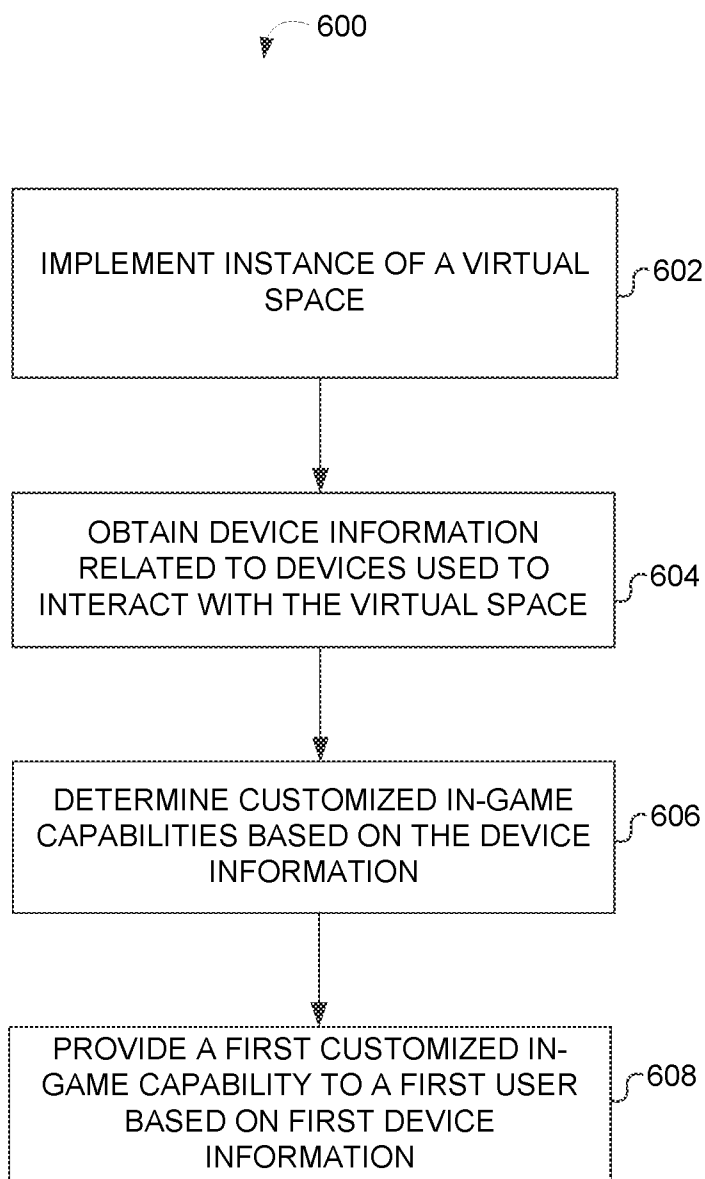 600
IMPLEMENT INSTANCE OF A VIRTUAL
SPACE
602
OBTAIN DEVICE INFORMATION
RELATED TO DEVICES USED TO
INTERACT WITH THE VIRTUAL SPACE
604
DETERMINE CUSTOMIZED IN-GAME
CAPABILITIES BASED ON THE DEVICE
INFORMATION
606
PROVIDE A FIRST CUSTOMIZED IN-
GAME CAPABILITY TO A FIRST USER
BASED ON FIRST DEVICE
INFORMATION
608